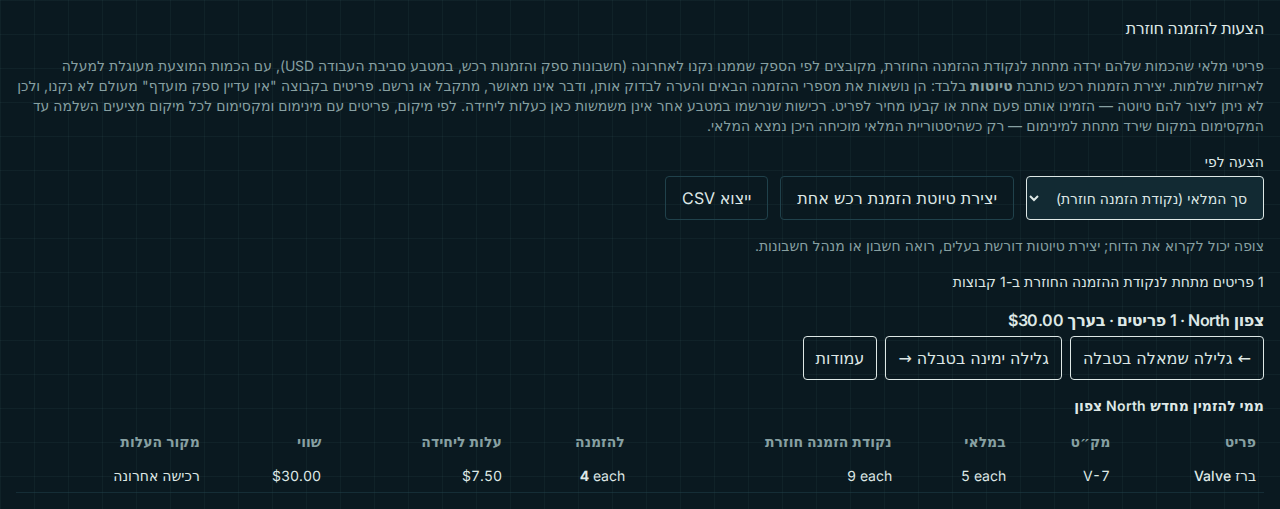 הצעות להזמנה חוזרת
פריטי מלאי שהכמות שלהם ירדה מתחת לנקודת ההזמנה החוזרת, מקובצים לפי הספק שממנו נקנו לאחרונה (חשבונות ספק והזמנות רכש, במטבע סביבת העבודה USD), עם הכמות המוצעת מעוגלת למעלה
לאריזות שלמות. יצירת הזמנות רכש כותבת טיוטות בלבד: הן נושאות את מספרי ההזמנה הבאים והערה לבדוק אותן, ודבר אינו מאושר, מתקבל או נרשם. פריטים בקבוצה "אין עדיין ספק מועדף" מעולם לא נקנו, ולכן
לא ניתן ליצור להם טיוטה — הזמינו אותם פעם אחת או קבעו מחיר לפריט. רכישות שנרשמו במטבע אחר אינן משמשות כאן כעלות ליחידה. לפי מיקום, פריטים עם מינימום ומקסימום לכל מיקום מציעים השלמה עד
המקסימום במקום שירד מתחת למינימום — רק כשהיסטוריית המלאי מוכיחה היכן נמצא המלאי.
הצעה לפי
סך המלאי (נקודת הזמנה חוזרת) יצירת טיוטת הזמנת רכש אחת ייצוא CSV
צופה יכול לקרוא את הדוח; יצירת טיוטות דורשת בעלים, רואה חשבון או מנהל חשבונות.
1 פריטים מתחת לנקודת ההזמנה החוזרת ב-1 קבוצות
צפון North · 1 פריטים · בערך $30.00
← גלילה שמאלה בטבלה גלילה ימינה בטבלה → עמודות
ממי להזמין מחדש North צפון
פריט מק״ט במלאי נקודת הזמנה חוזרת להזמנה עלות ליחידה שווי מקור העלות
ברז Valve V-7 5 each 9 each 4 each $7.50 $30.00 רכישה אחרונה